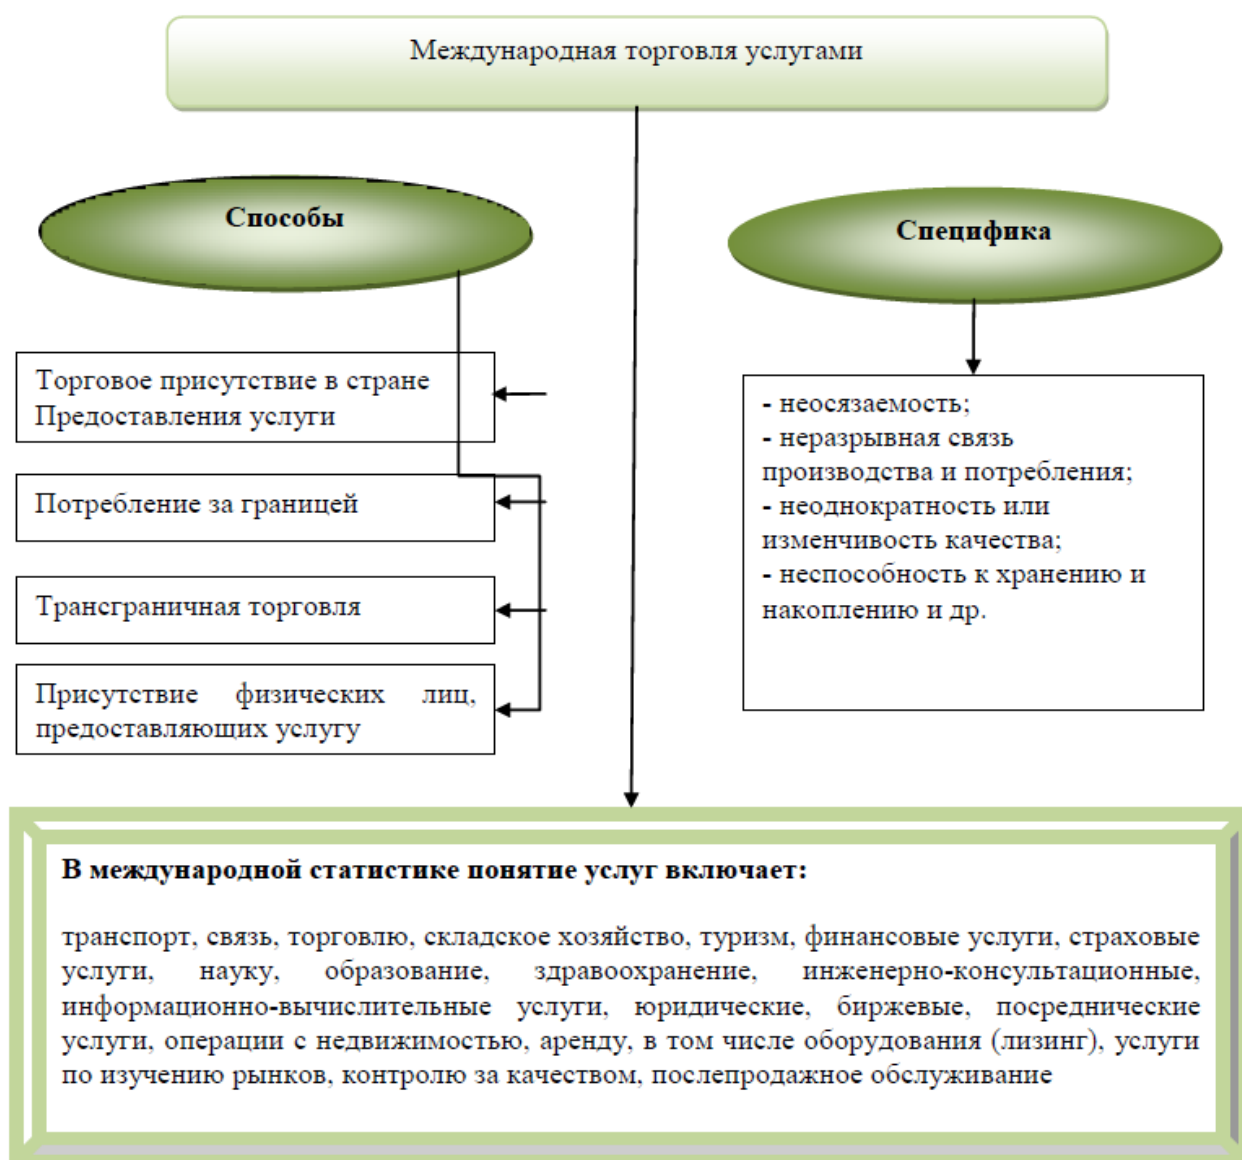 Международная торговля услугами
Способы
Специфика
Торговое присутствие в стране
Предоставления услуги
Потребление за границей
Трансграничная торговля
Присутствие физических лиц,
предоставляющих услугу
- неосязаемость;
- неразрывная связь
производства и потребления;
- неоднократность или
изменчивость качества;
- неспособность к хранению и
накоплению и др.
В международной статистике понятие услуг включает:
транспорт, связь, торговлю, складское хозяйство, туризм, финансовые услуги, страховые
услуги, науку, образование, здравоохранение, инженерно-консультационные,
информационно-вычислительные услуги, юридические, биржевые, посреднические
услуги, операции с недвижимостью, аренду, в том числе оборудования (лизинг), услуги
по изучению рынков, контролю за качеством, послепродажное обслуживание